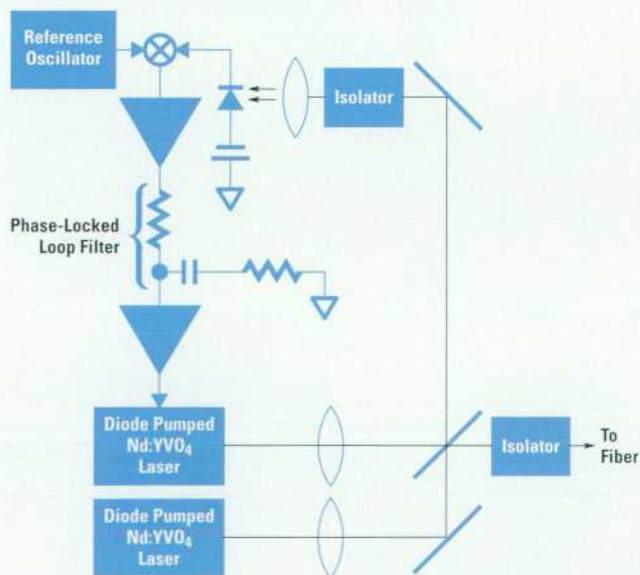 Reference
Oscillator
Isolator
Phase-Locked
Loop Filter
Diode Pumped
Nd:YVO₄
Laser
Isolator
To
Fiber
Diode Pumped
Nd:YVO₄
Laser